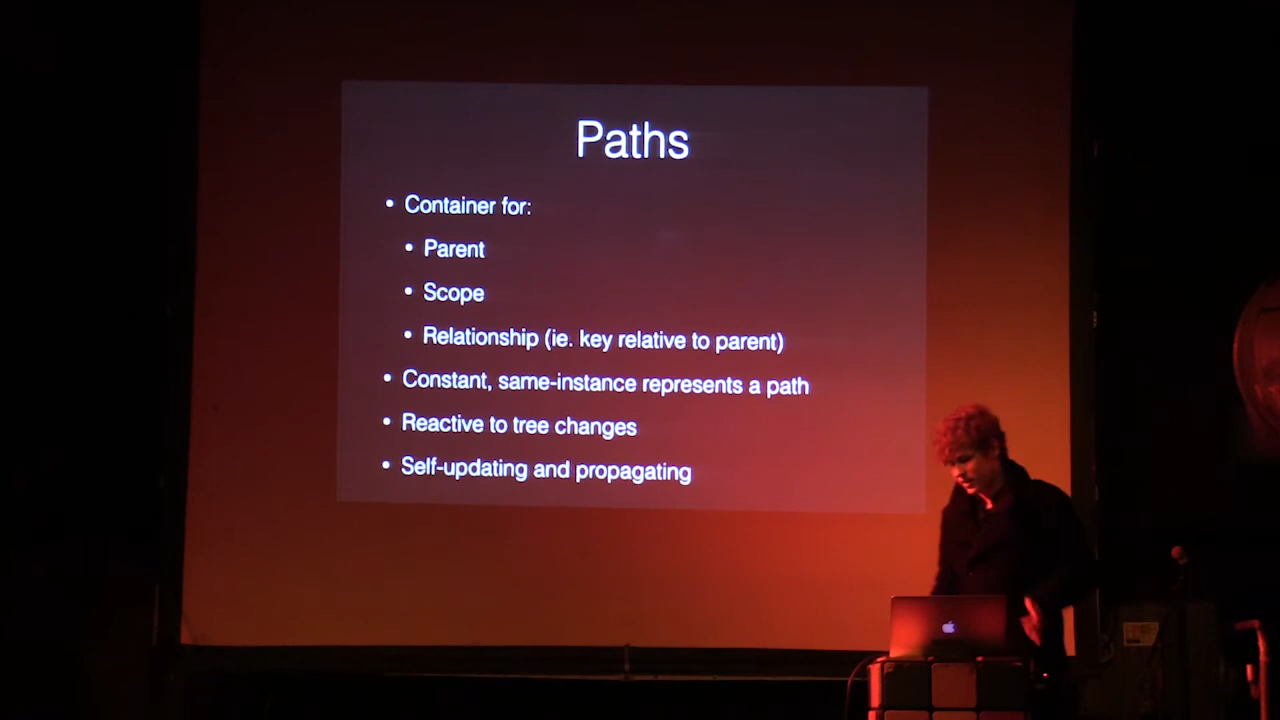 Paths
• Container for:
• Parent
• Scope
• Relationship (ie. key relative to parent)
• Constant, same-instance represents a path
• Reactive to tree changes
• Self-updating and propagating